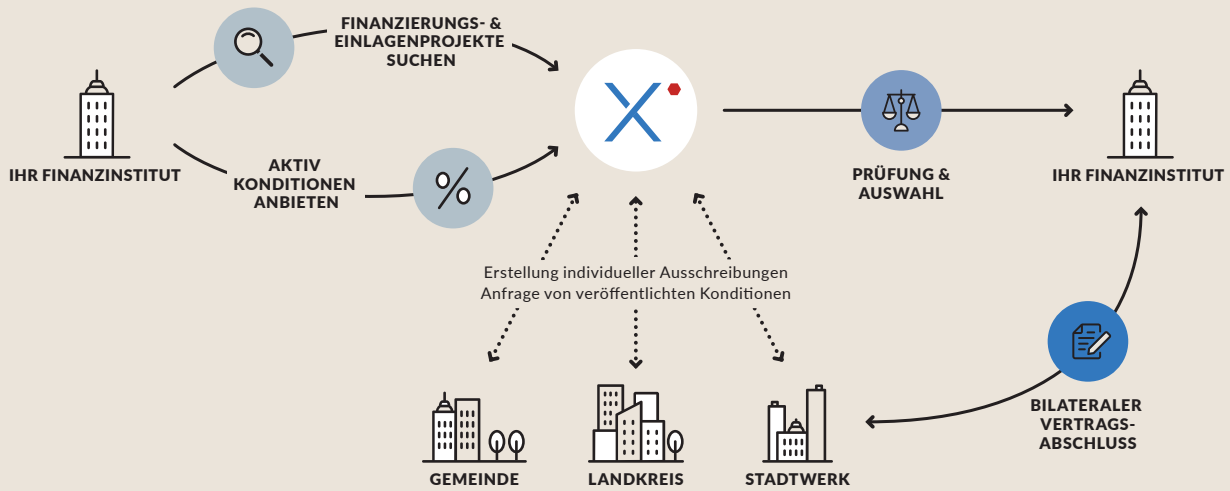 FINANZIERUNGS- &
EINLAGENPROJEKTE
SUCHEN
IHR FINANZINSTITUT
AKTIV
KONDITIONEN
ANBIETEN
%
X
PRÜFUNG &
AUSWAHL
IHR FINANZINSTITUT
Erstellung individueller Ausschreibungen
Anfrage von veröffentlichten Konditionen
BILATERALER
VERTRAGS-
ABSCHLUSS
GEMEINDE
LANDKREIS
STADTWERK